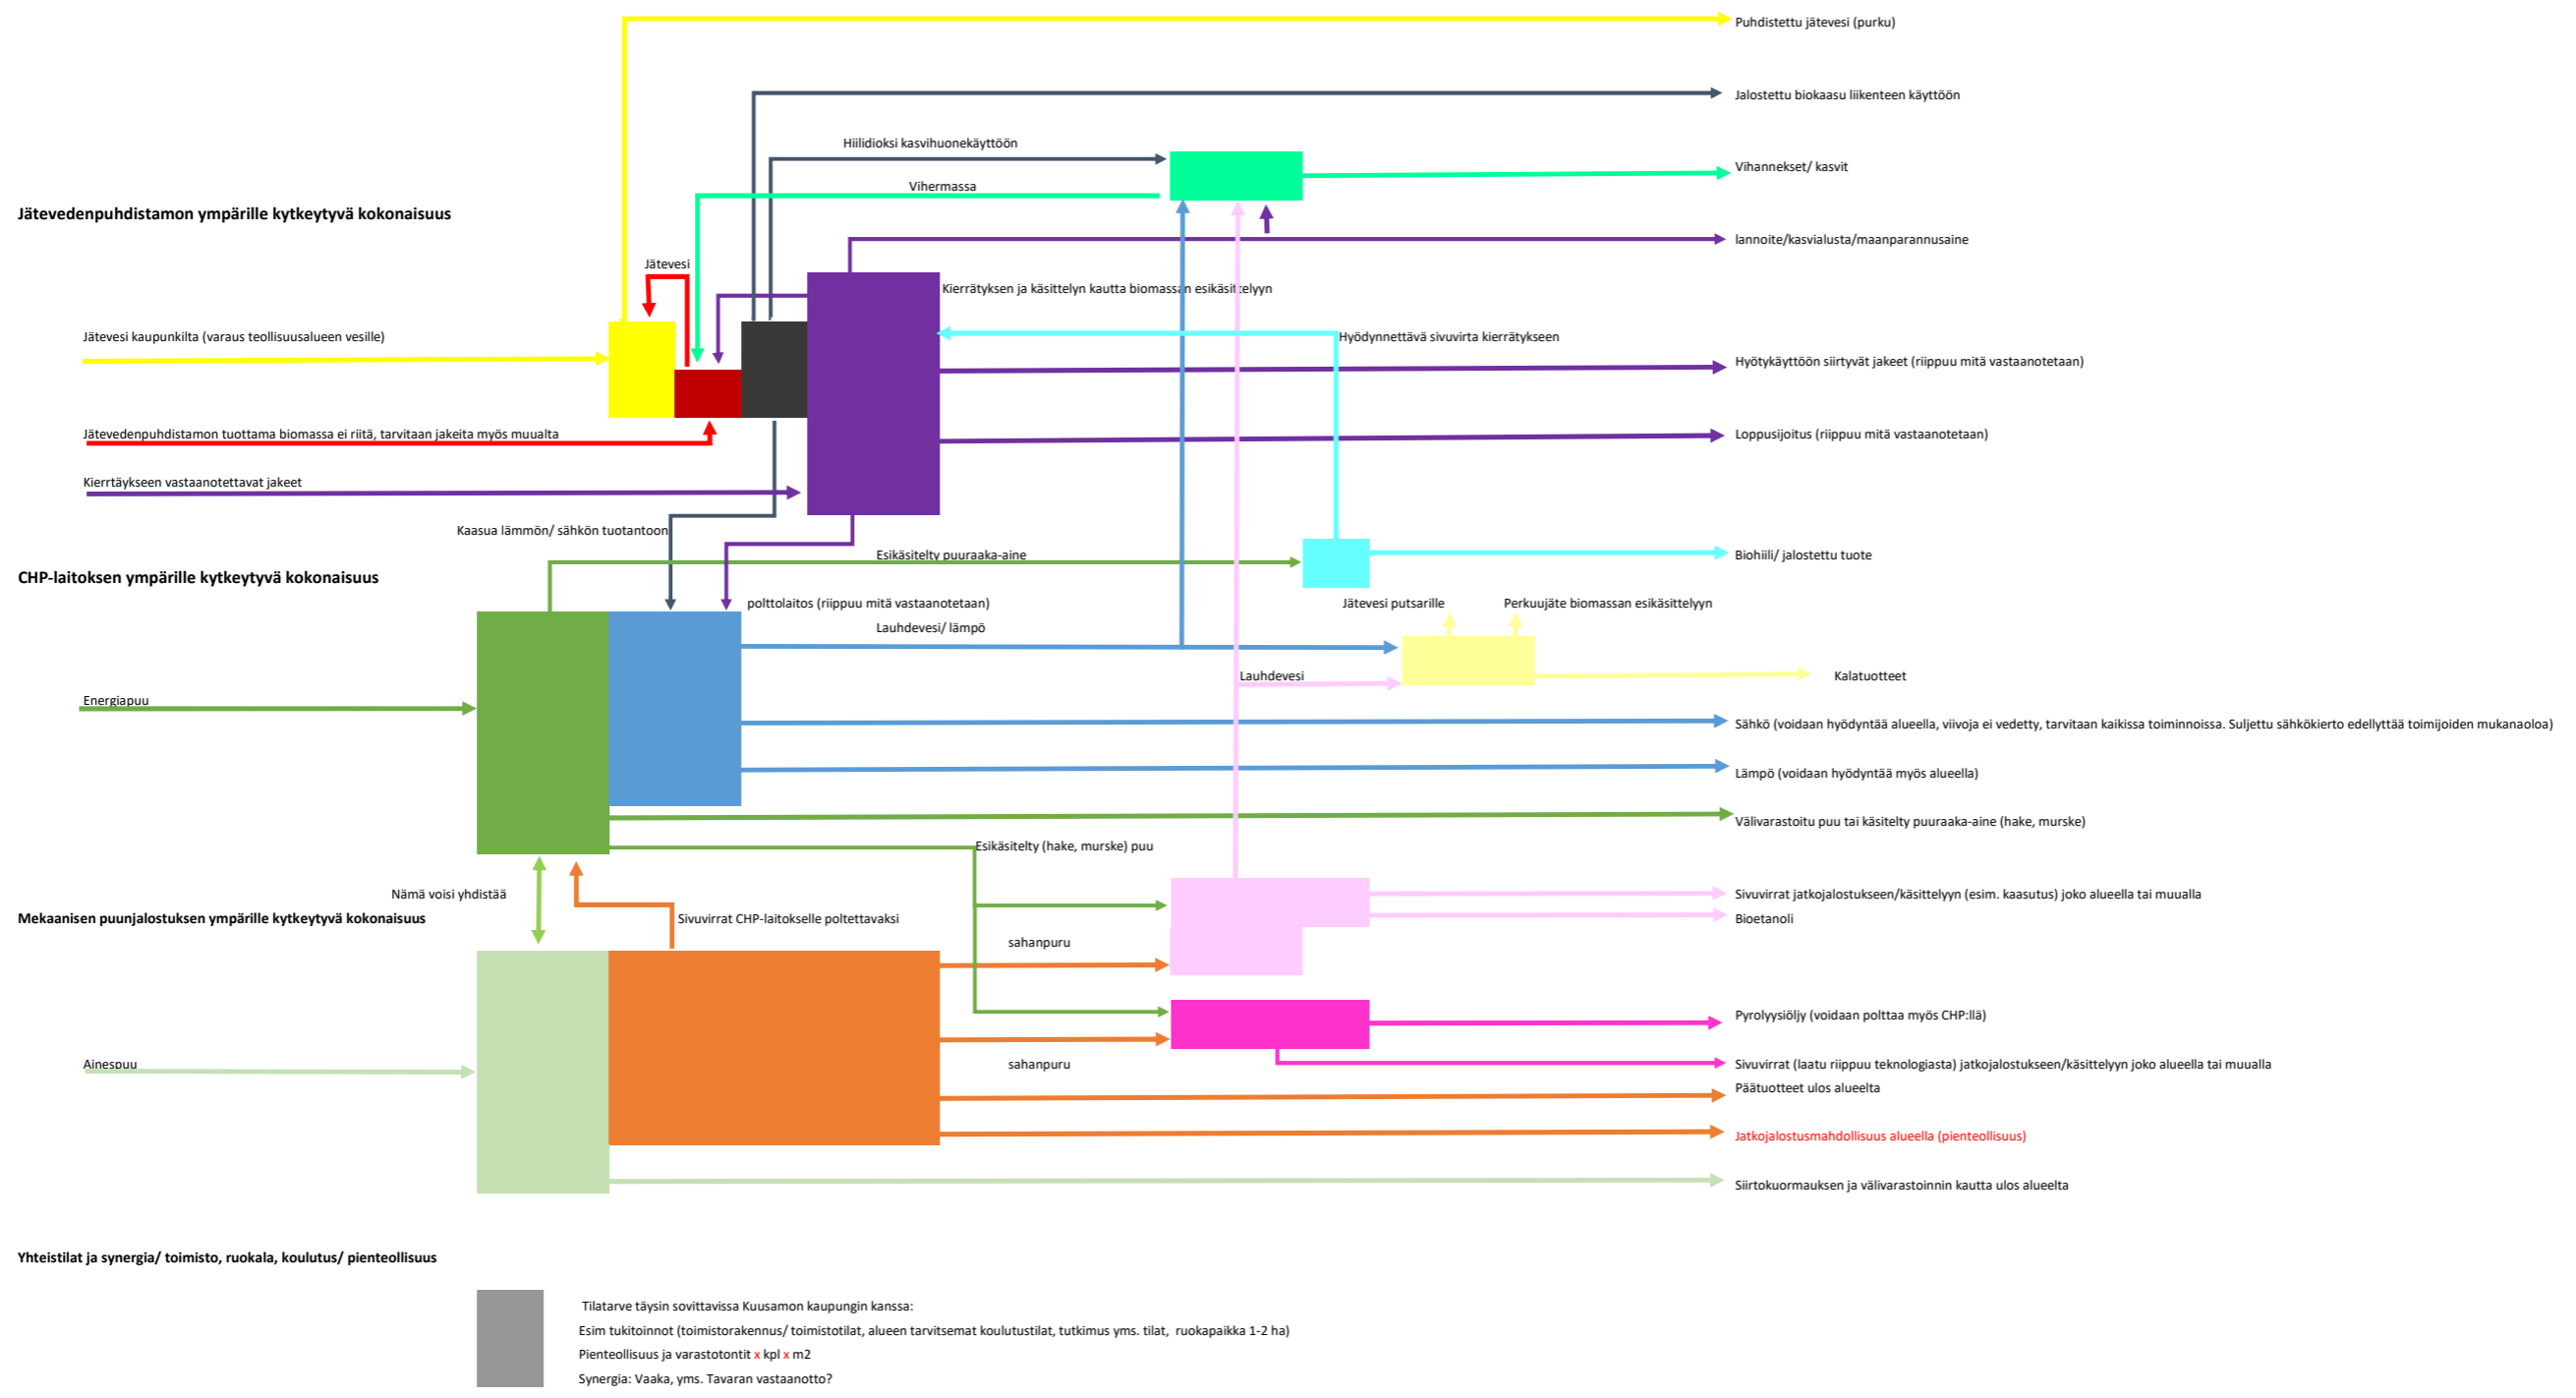 Puhdistettu jätevesi (purku)
Jalostettu biokaasu liikenteen käyttöön
Hiilidioksi kasvihuonekäyttöön
Vihannekset/ kasvit
Vihermassa
Jätevedenpuhdistamon ympärille kytkeytyvä kokonaisuus
lannoite/kasvialusta/maanparannusaine
Jätevesi
Kierrätyksen ja käsittelyn kautta biomassan esikäsittelyyn
Jätevesi kaupunkilta (varaus teollisuusalueen vesille)
Hyödynnettävä sivuvirta kierrätykseen
Hyötykäyttöön siirtyvät jakeet (riippuu mitä vastaanotetaan)
Jätevedenpuhdistamon tuottama biomassa ei riitä, tarvitaan jakeita myös muualta
Loppusijoitus (riippuu mitä vastaanotetaan)
Kierrtäykseen vastaanotettavat jakeet
Kaasua lämmön/ sähkön tuotantoon
Esikäsitelty puuraaka-aine
Biohiili/ jalostettu tuote
CHP-laitoksen ympärille kytkeytyvä kokonaisuus
polttolaitos (riippuu mitä vastaanotetaan)
Jätevesi putsarille
Perkuujäte biomassan esikäsittelyyn
Lauhdevesi/ lämpö
Lauhdevesi
Kalatuotteet
Energiapuu
Sähkö (voidaan hyödyntää alueella, viivoja ei vedetty, tarvitaan kaikissa toiminnoissa. Suljettu sähkökierto edellyttää toimijoiden mukanaoloa)
Lämpö (voidaan hyödyntää myös alueella)
Välivarastoitu puu tai käsitelty puuraaka-aine (hake, murske)
Esikäsitelty (hake, murske) puu
Nämä voisi yhdistää
Sivuvirrat jatkojalostukseen/käsittelyyn (esim. kaasutus) joko alueella tai muualla
Mekaanisen puunjalostuksen ympärille kytkeytyvä kokonaisuus
Sivuvirrat CHP-laitokselle poltettavaksi
Bioetanoli
sahanpuru
Pyrolyysiöljy (voidaan polttaa myös CHP:llä)
Ainespuu
sahanpuru
Sivuvirrat (laatu riippuu teknologiasta) jatkojalostukseen/käsittelyyn joko alueella tai muualla
Päätuotteet ulos alueelta
Jatkojalostusmahdollisuus alueella (pienteollisuus)
Siirtokuormauksen ja välivarastoinnin kautta ulos alueelta
Yhteistilat ja synergia/ toimisto, ruokala, koulutus/ pienteollisuus
Tilatarve täysin sovittavissa Kuusamon kaupungin kanssa:
Esim tukitoinnot (toimistorakennus/ toimistotilat, alueen tarvitsemat koulutustilat, tutkimus yms. tilat, ruokapaikka 1-2 ha)
Pienteollisuus ja varastotontit x kpl x m2
Synergia: Vaaka, yms. Tavaran vastaanotto?